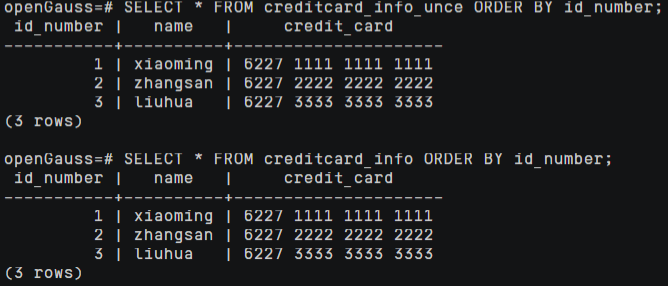 openGauss=# SELECT * FROM creditcard_info_unce ORDER BY id_number;
 id_number |   name   |     credit_card
-----------+----------+---------------------
         1 | xiaoming | 6227 1111 1111 1111
         2 | zhangsan | 6227 2222 2222 2222
         3 | liuhua   | 6227 3333 3333 3333
(3 rows)
openGauss=# SELECT * FROM creditcard_info ORDER BY id_number;
 id_number |   name   |     credit_card
-----------+----------+---------------------
         1 | xiaoming | 6227 1111 1111 1111
         2 | zhangsan | 6227 2222 2222 2222
         3 | liuhua   | 6227 3333 3333 3333
(3 rows)